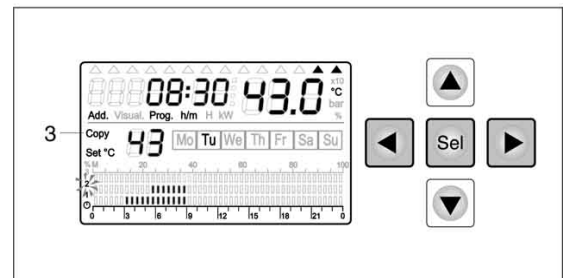 08:30 43.0 x10
°C
bar
%
Add. Visual. Prog. h/m H kW
3 Copy
Set °C 43 Mo Tu We Th Fr Sa Su
% M 20 40 60 80 100
2
0 3 6 9 12 15 18 21 0
Sel